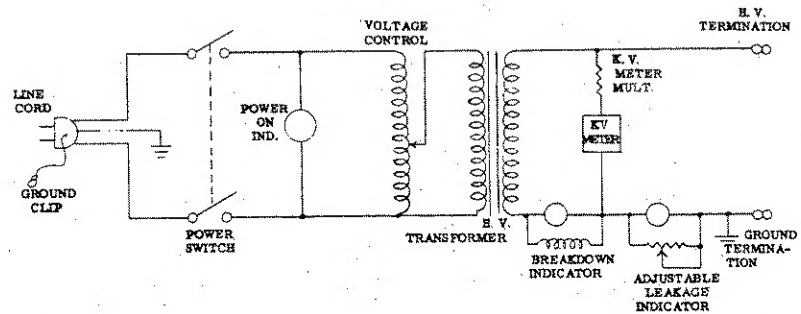 H. V.
TERMINATION
VOLTAGE
CONTROL
K. V.
METER
MULT.
LINE
CORD
POWER
ON
IND.
KV
METER
GROUND
CLIP
POWER
SWITCH
H. V.
TRANSFORMER
BREAKDOWN
INDICATOR
GROUND
TERMINA-
TION
ADJUSTABLE
LEAKAGE
INDICATOR